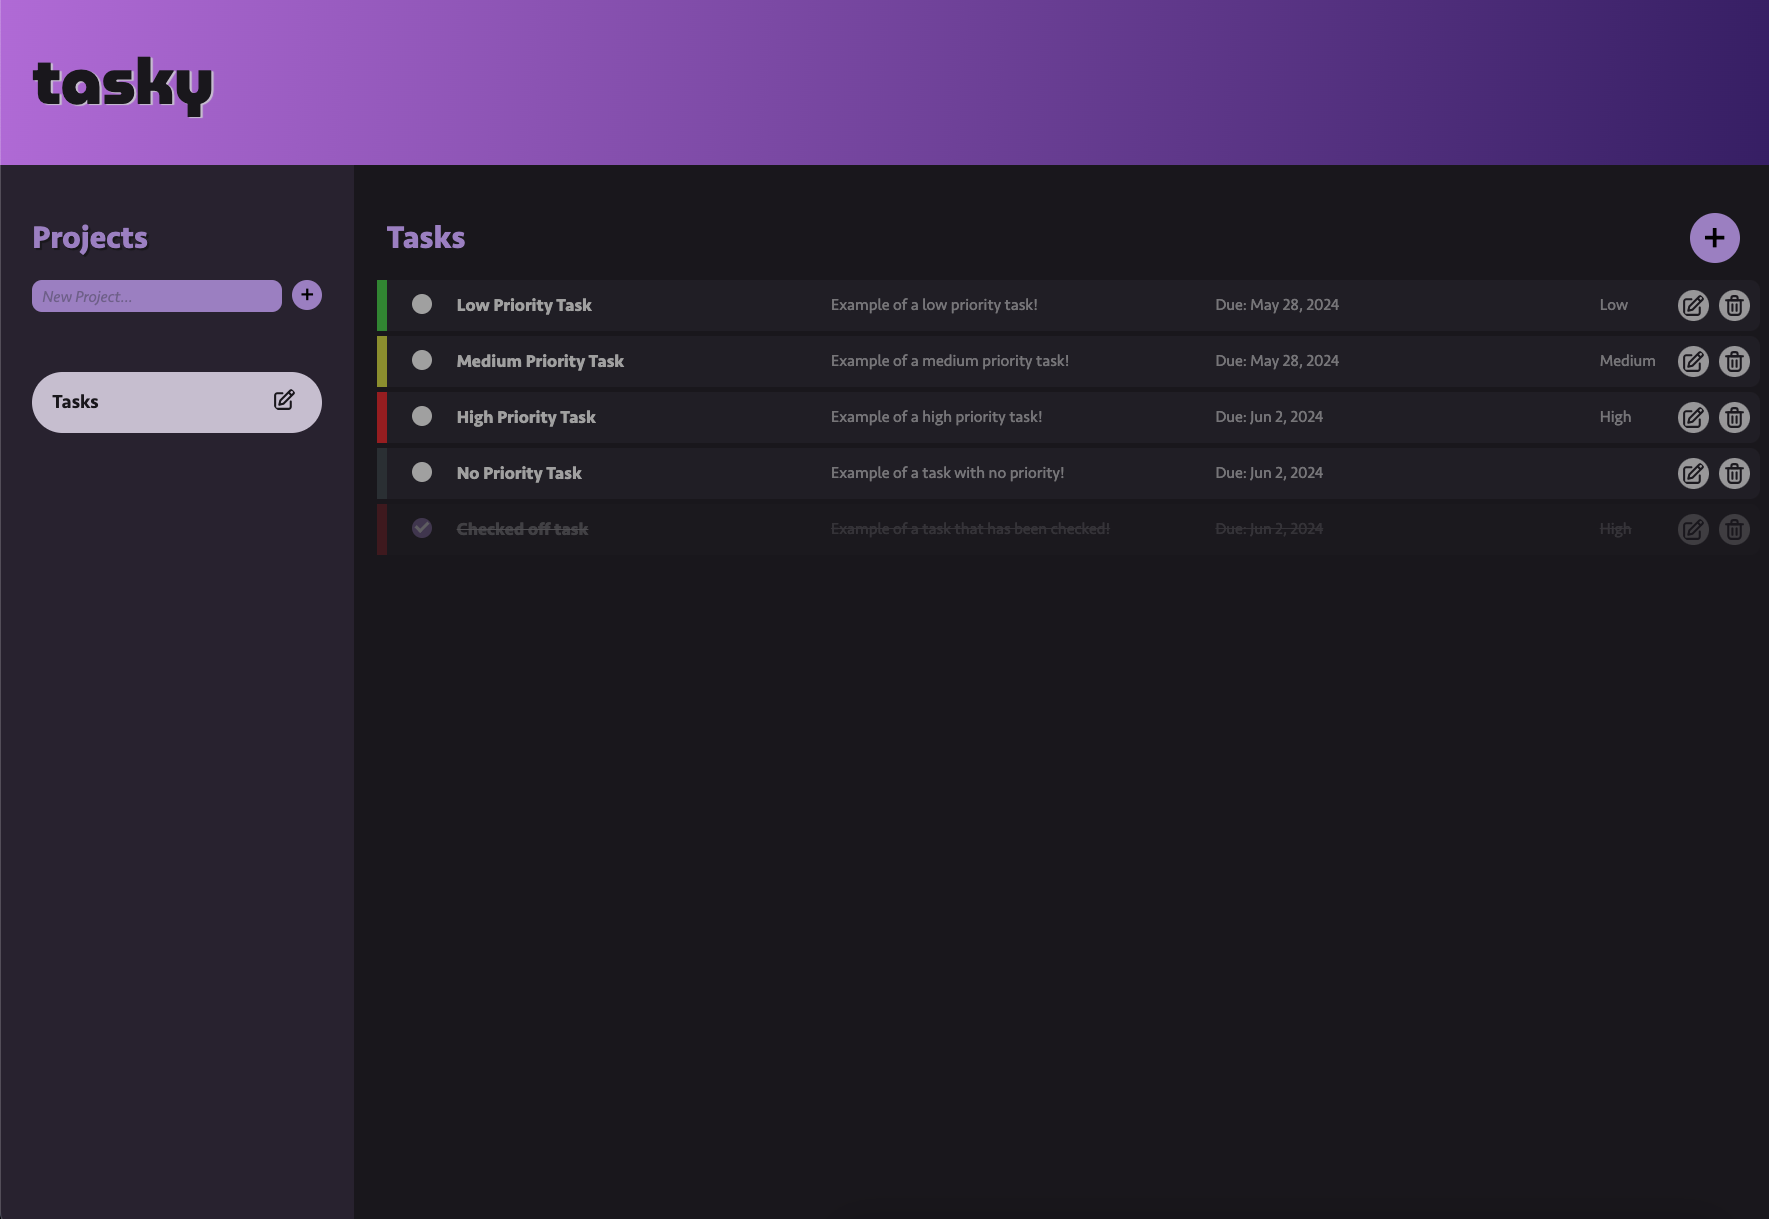 tasky
Projects
New Project...
Tasks
Tasks
Low Priority Task Example of a low priority task! Due: May 28, 2024 Low
Medium Priority Task Example of a medium priority task! Due: May 28, 2024 Medium
High Priority Task Example of a high priority task! Due: Jun 2, 2024 High
No Priority Task Example of a task with no priority! Due: Jun 2, 2024
Checked off task Example of a task that has been checked! Due: Jun 2, 2024 High